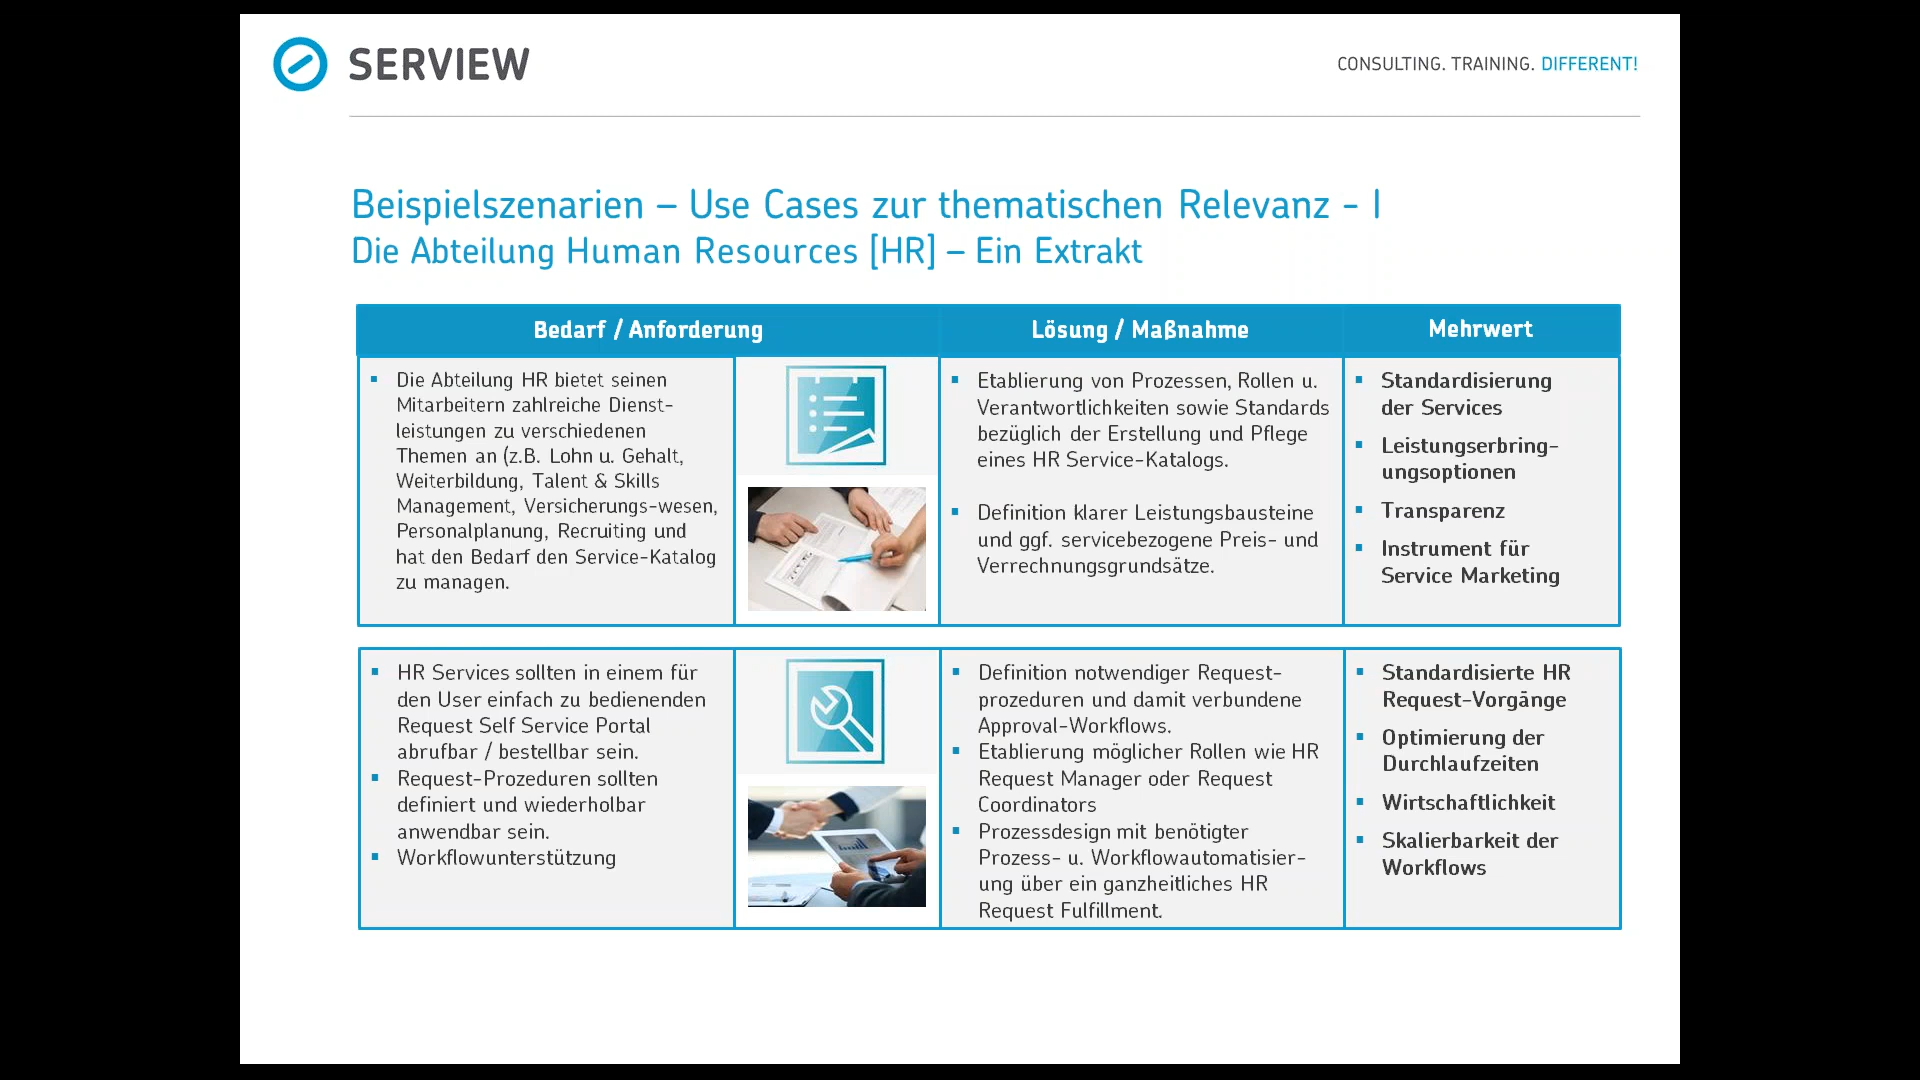 SERVIEW
CONSULTING. TRAINING. DIFFERENT!
Beispielszenarien – Use Cases zur thematischen Relevanz - I
Die Abteilung Human Resources [HR] – Ein Extrakt
Bedarf / Anforderung
Lösung / Maßnahme
Mehrwert
Die Abteilung HR bietet seinen
Mitarbeitern zahlreiche Dienst-
leistungen zu verschiedenen
Themen an (z.B. Lohn u. Gehalt,
Weiterbildung, Talent & Skills
Management, Versicherungs-wesen,
Personalplanung, Recruiting und
hat den Bedarf den Service-Katalog
zu managen.
Etablierung von Prozessen, Rollen u.
Verantwortlichkeiten sowie Standards
bezüglich der Erstellung und Pflege
eines HR Service-Katalogs.
Definition klarer Leistungsbausteine
und ggf. servicebezogene Preis- und
Verrechnungsgrundsätze.
Standardisierung
der Services
Leistungserbring-
ungsoptionen
Transparenz
Instrument für
Service Marketing
HR Services sollten in einem für
den User einfach zu bedienenden
Request Self Service Portal
abrufbar / bestellbar sein.
Request-Prozeduren sollten
definiert und wiederholbar
anwendbar sein.
Workflowunterstützung
Definition notwendiger Request-
prozeduren und damit verbundene
Approval-Workflows.
Etablierung möglicher Rollen wie HR
Request Manager oder Request
Coordinators
Prozessdesign mit benötigter
Prozess- u. Workflowautomatisier-
ung über ein ganzheitliches HR
Request Fulfillment.
Standardisierte HR
Request-Vorgänge
Optimierung der
Durchlaufzeiten
Wirtschaftlichkeit
Skalierbarkeit der
Workflows